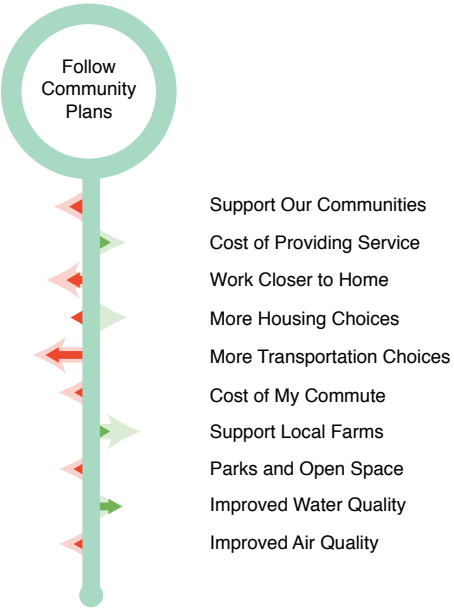 Follow
Community
Plans
Support Our Communities
Cost of Providing Service
Work Closer to Home
More Housing Choices
More Transportation Choices
Cost of My Commute
Support Local Farms
Parks and Open Space
Improved Water Quality
Improved Air Quality